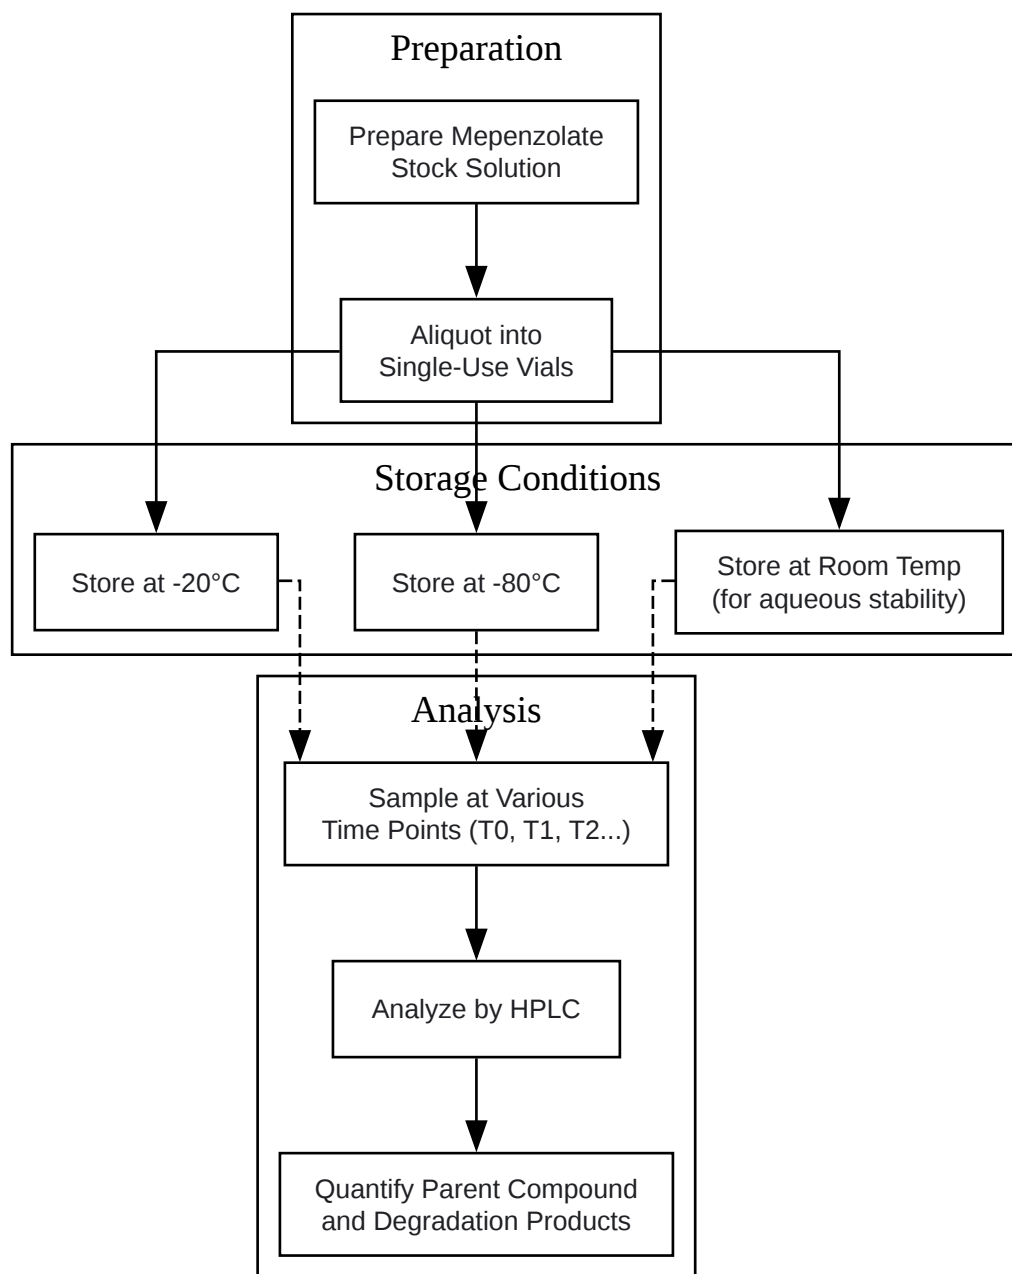 Preparation
Prepare Mepenzolate
Stock Solution
Aliquot into
Single-Use Vials
Storage Conditions
Store at -20°C
Store at -80°C
Store at Room Temp
(for aqueous stability)
Analysis
Sample at Various
Time Points (T0, T1, T2...)
Analyze by HPLC
Quantify Parent Compound
and Degradation Products